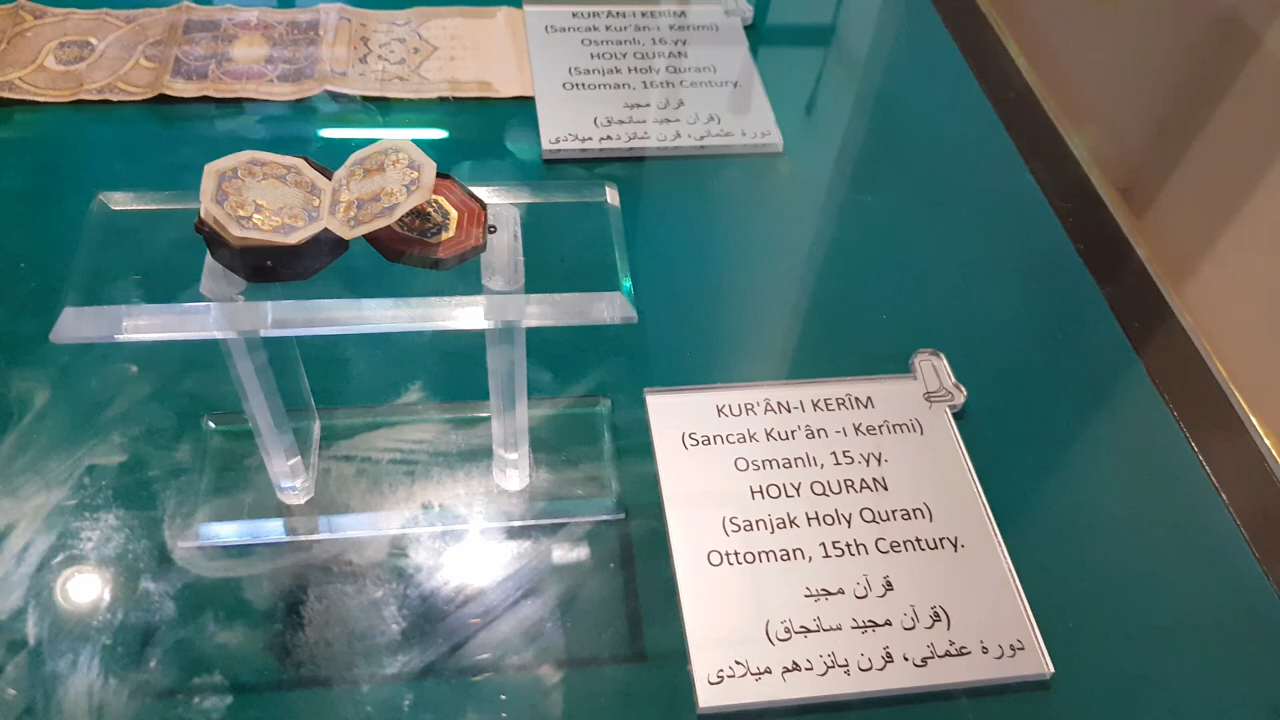 KUR'ÂN-I KERÎM
(Sancak Kur'ân-ı Kerîmi)
Osmanlı, 16.yy.
HOLY QURAN
(Sanjak Holy Quran)
Ottoman, 16th Century.
قرآن مجید
(قرآن مجید سانجاق)
دورهٔ عثمانی، قرن شانزدهم میلادی
KUR'ÂN-I KERÎM
(Sancak Kur'ân -ı Kerîmi)
Osmanlı, 15.yy.
HOLY QURAN
(Sanjak Holy Quran)
Ottoman, 15th Century.
قرآن مجید
(قرآن مجید سانجاق)
دورهٔ عثمانی، قرن پانزدهم میلادی